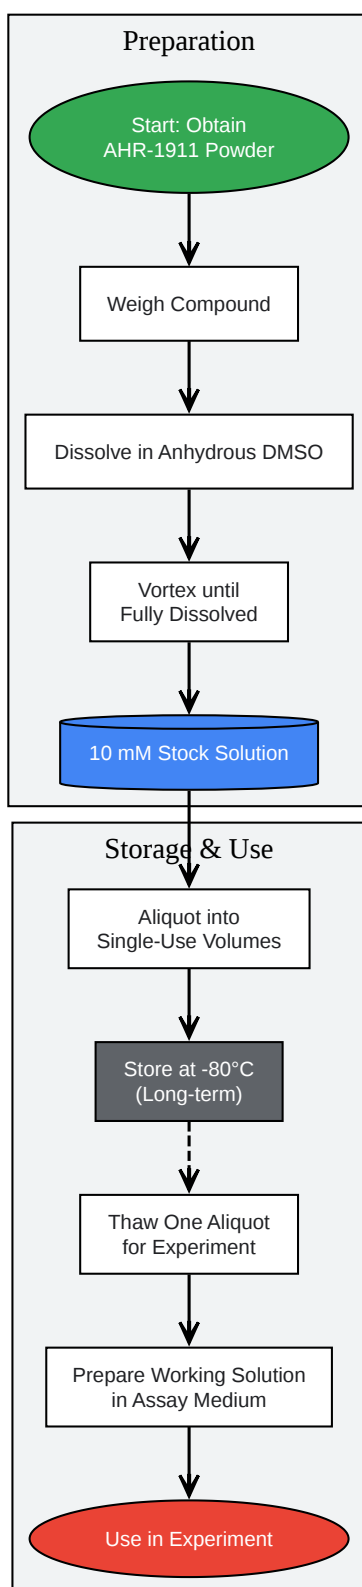 Preparation
Start: Obtain
AHR-1911 Powder
Weigh Compound
Dissolve in Anhydrous DMSO
Vortex until
Fully Dissolved
10 mM Stock Solution
Storage & Use
Aliquot into
Single-Use Volumes
Store at -80°C
(Long-term)
Thaw One Aliquot
for Experiment
Prepare Working Solution
in Assay Medium
Use in Experiment